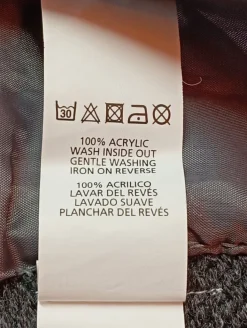 30
100% ACRYLIC
WASH INSIDE OUT
GENTLE WASHING
IRON ON REVERSE
100% ACRILICO
LAVAR DEL REVÉS
LAVADO SUAVE
PLANCHAR DEL REVÉS